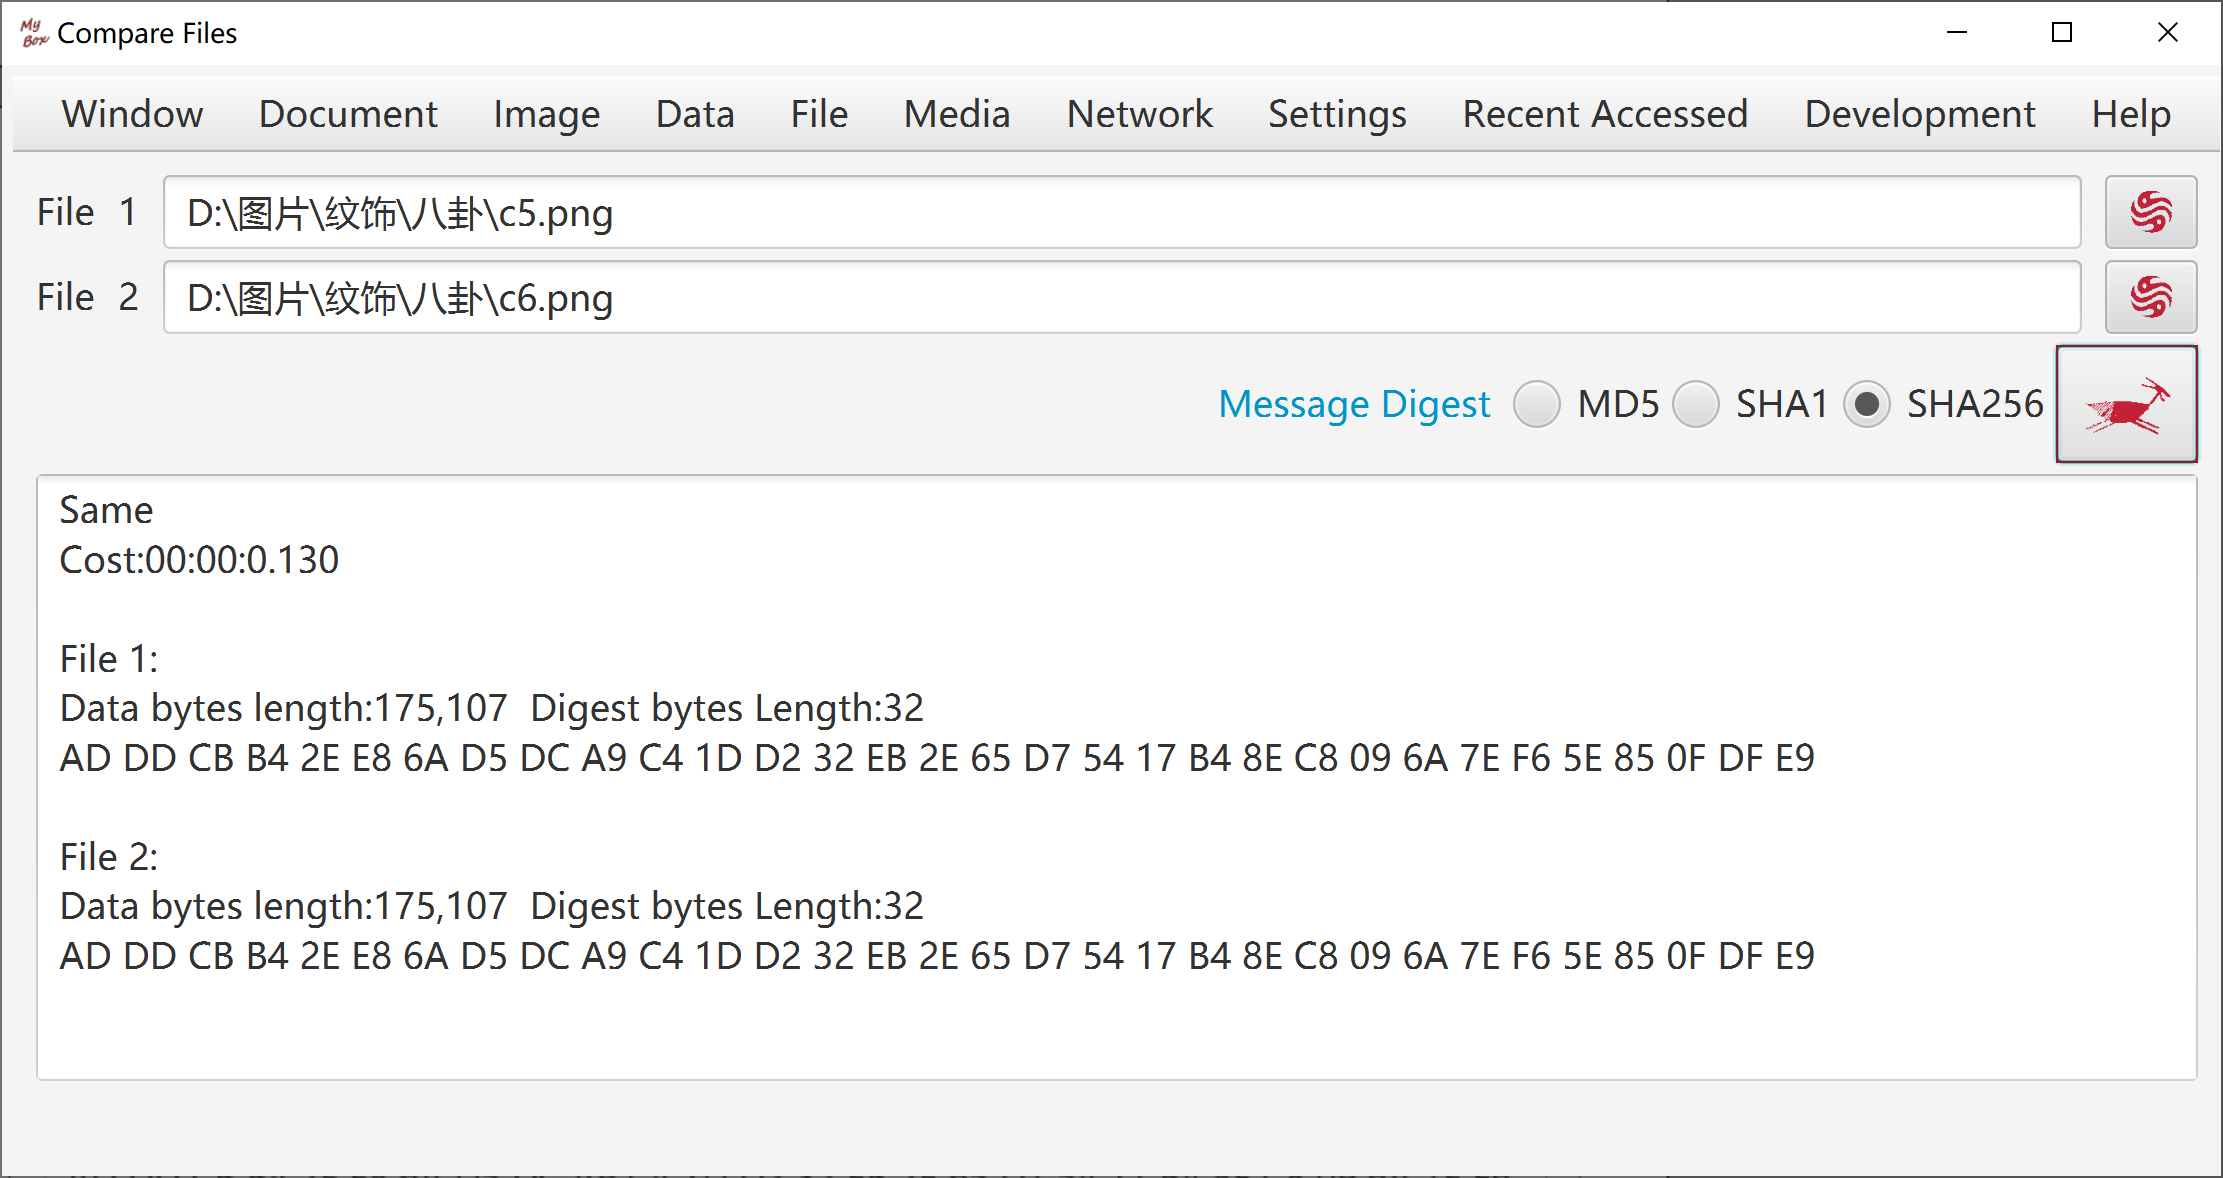 My Box Compare Files
Window Document Image Data File Media Network Settings Recent Accessed Development Help
File 1 D:\图片\纹饰\八卦\c5.png
File 2 D:\图片\纹饰\八卦\c6.png
Message Digest MD5 SHA1 SHA256
Same
Cost:00:00:0.130
File 1:
Data bytes length:175,107 Digest bytes Length:32
AD DD CB B4 2E E8 6A D5 DC A9 C4 1D D2 32 EB 2E 65 D7 54 17 B4 8E C8 09 6A 7E F6 5E 85 0F DF E9
File 2:
Data bytes length:175,107 Digest bytes Length:32
AD DD CB B4 2E E8 6A D5 DC A9 C4 1D D2 32 EB 2E 65 D7 54 17 B4 8E C8 09 6A 7E F6 5E 85 0F DF E9